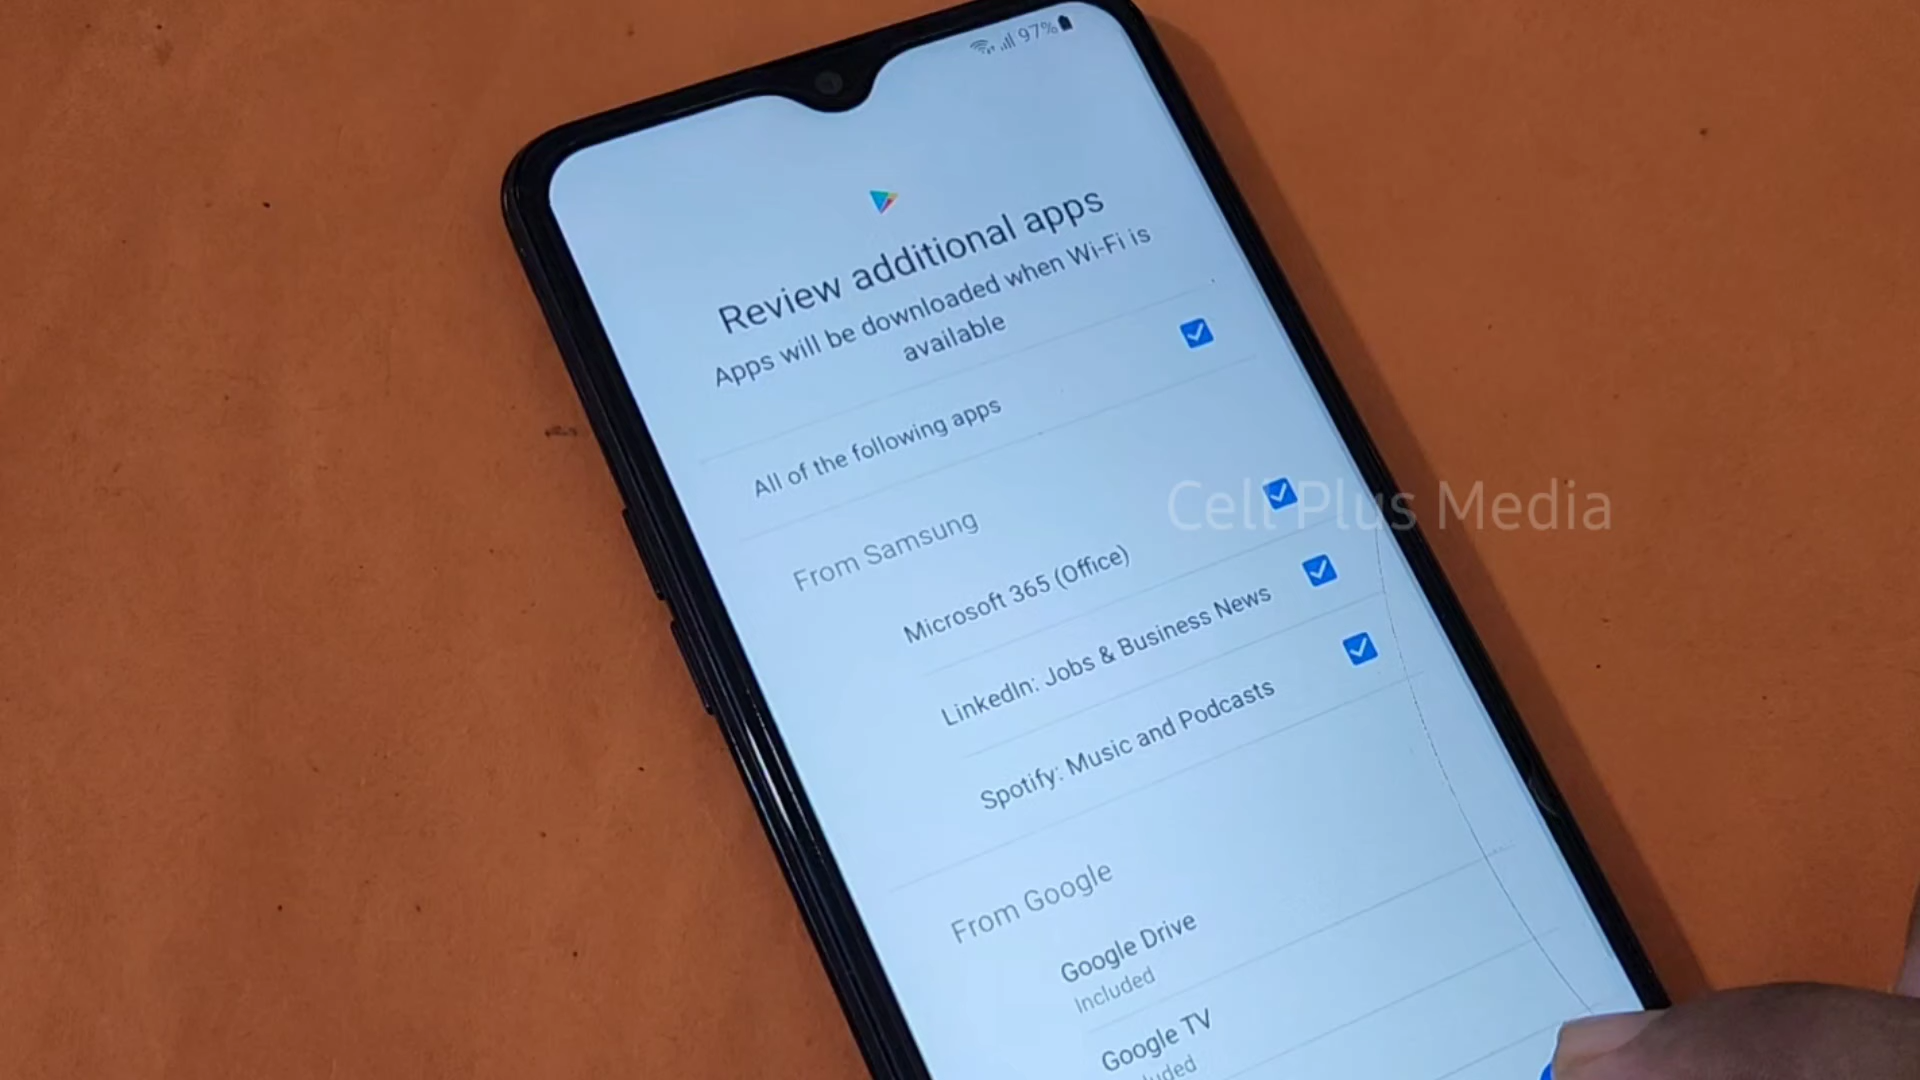 97%
Review additional apps
Apps will be downloaded when Wi-Fi is
available
All of the following apps
From Samsung
Microsoft 365 (Office)
LinkedIn: Jobs & Business News
Spotify: Music and Podcasts
From Google
Google Drive
Included
Google TV
Cell Plus Media